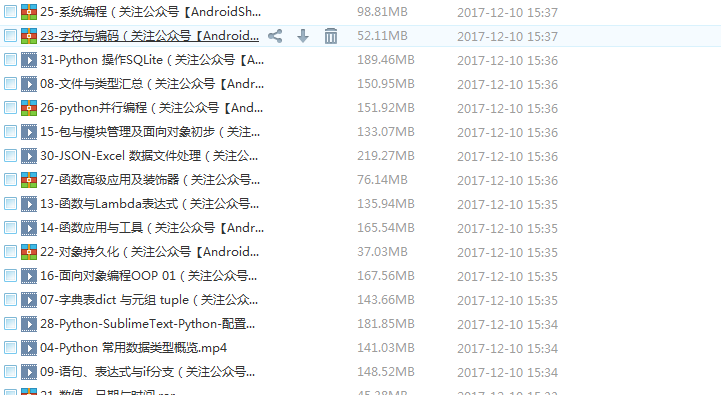 25-系统编程（关注公众号【AndroidSh... 98.81MB 2017-12-10 15:37
23-字符与编码（关注公众号【Android... 52.11MB 2017-12-10 15:37
31-Python 操作SQLite（关注公众号【A... 189.46MB 2017-12-10 15:36
08-文件与类型汇总（关注公众号【Android... 150.95MB 2017-12-10 15:36
26-python并行编程（关注公众号【And... 151.92MB 2017-12-10 15:36
15-包与模块管理及面向对象初步（关注... 133.07MB 2017-12-10 15:36
30-JSON-Excel 数据文件处理（关注公... 219.27MB 2017-12-10 15:36
27-函数高级应用及装饰器（关注公众号... 76.14MB 2017-12-10 15:36
13-函数与Lambda表达式（关注公众号... 135.94MB 2017-12-10 15:35
14-函数应用与工具（关注公众号【Andr... 165.54MB 2017-12-10 15:35
22-对象持久化（关注公众号【Android... 37.03MB 2017-12-10 15:35
16-面向对象编程OOP 01（关注公众号... 167.56MB 2017-12-10 15:35
07-字典表dict 与元组 tuple（关注公众号... 143.66MB 2017-12-10 15:35
28-Python-SublimeText-Python-配置... 181.85MB 2017-12-10 15:34
04-Python 常用数据类型概览.mp4 141.03MB 2017-12-10 15:34
09-语句、表达式与if分支（关注公众号... 148.52MB 2017-12-10 15:34